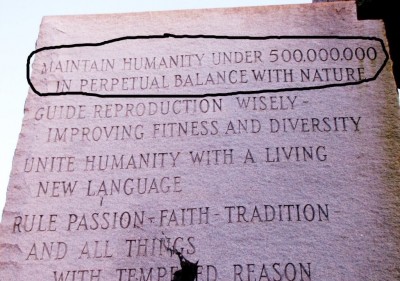 MAINTAIN HUMANITY UNDER 500,000,000
IN PERPETUAL BALANCE WITH NATURE
GUIDE REPRODUCTION WISELY-
IMPROVING FITNESS AND DIVERSITY
UNITE HUMANITY WITH A LIVING
NEW LANGUAGE
RULE PASSION-FAITH-TRADITION-
AND ALL THINGS
WITH TEMPERED REASON